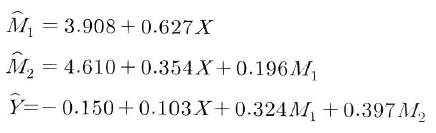 M̂₁ = 3.908 + 0.627X
M̂₂ = 4.610 + 0.354X + 0.196M₁
Ŷ=− 0.150 + 0.103X + 0.324M₁ + 0.397M₂